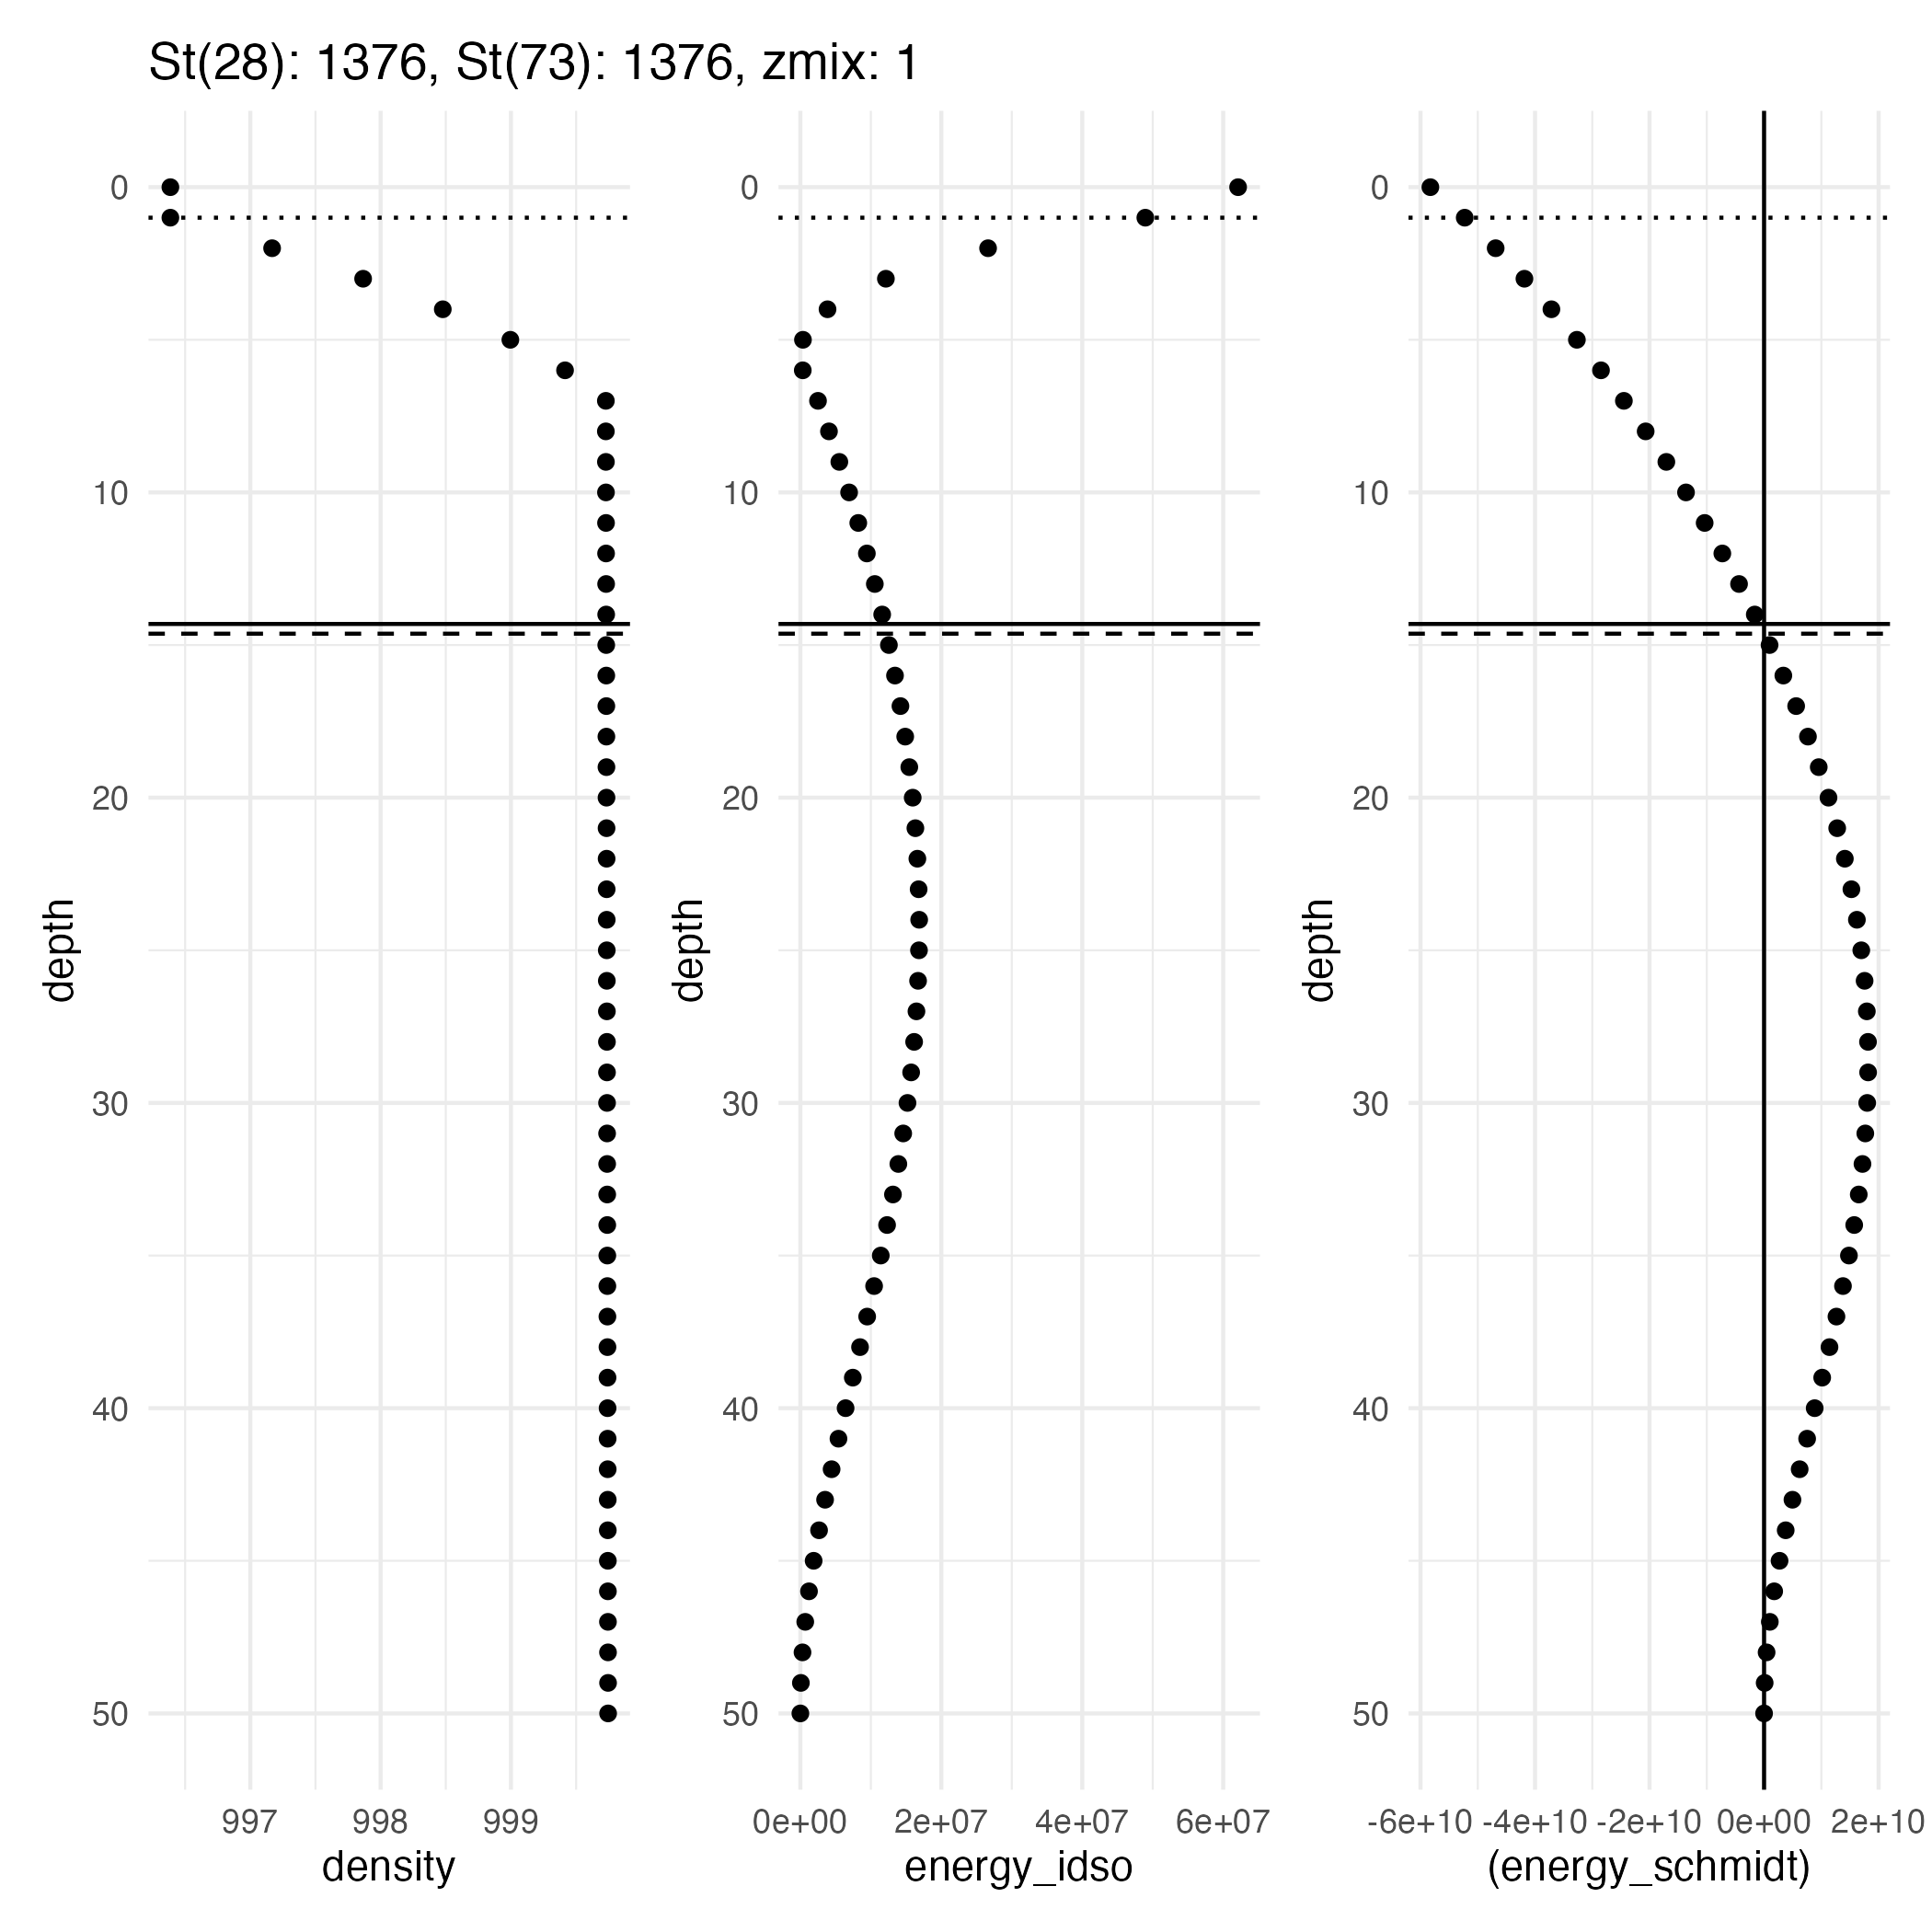 St(28): 1376, St(73): 1376, zmix: 1
0
10
20
30
40
50
depth
997 998 999
density
0
10
20
30
40
50
depth
0e+00 2e+07 4e+07 6e+07
energy_idso
0
10
20
30
40
50
depth
-6e+10 -4e+10 -2e+10 0e+00 2e+10
(energy_schmidt)